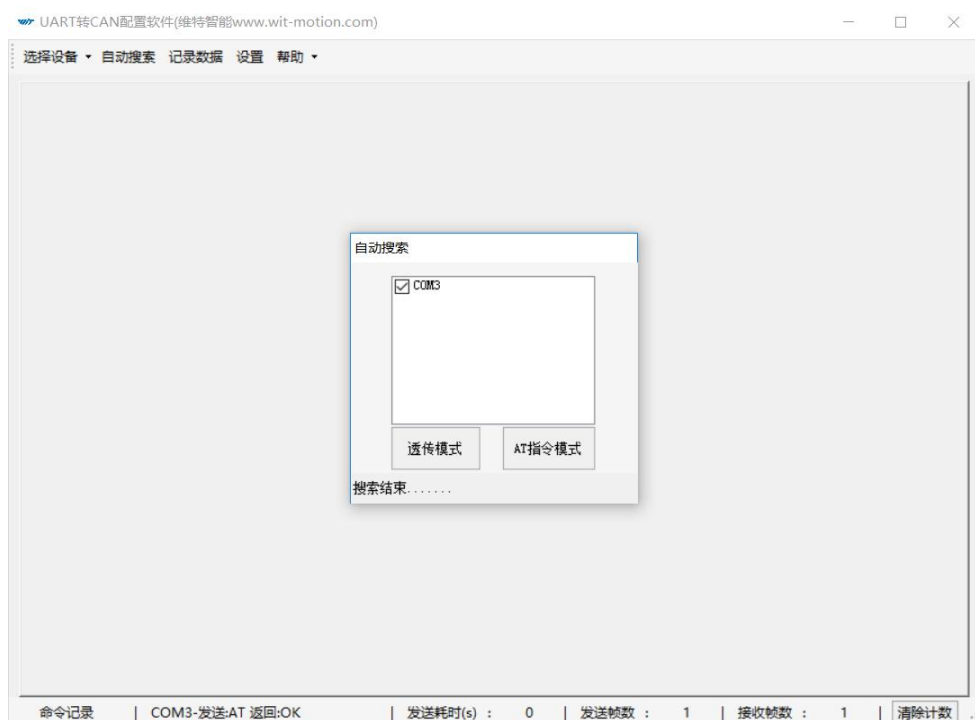 UART转CAN配置软件(维特智能www.wit-motion.com)
选择设备 自动搜索 记录数据 设置 帮助
自动搜索
COM3
透传模式 AT指令模式
搜索结束.......
命令记录 | COM3-发送:AT 返回:OK | 发送耗时(s) : 0 | 发送帧数 : 1 | 接收帧数 : 1 | 清除计数